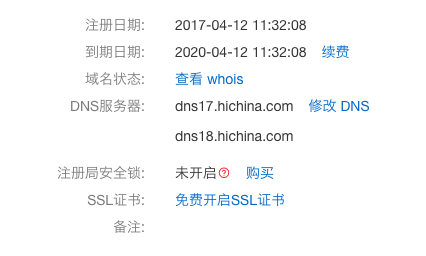 注册日期: 2017-04-12 11:32:08
到期日期: 2020-04-12 11:32:08 续费
域名状态: 查看 whois
DNS服务器: dns17.hichina.com 修改 DNS
dns18.hichina.com
注册局安全锁: 未开启? 购买
SSL证书: 免费开启SSL证书
备注: